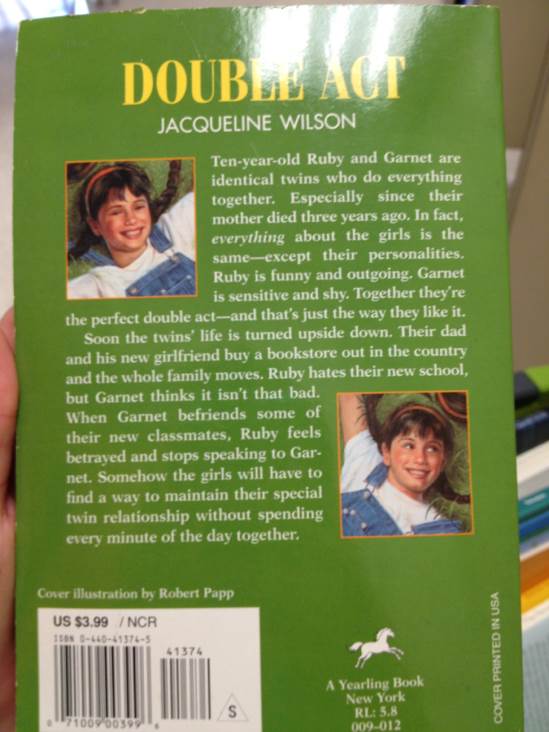 DOUBLE ACT
JACQUELINE WILSON
Ten-year-old Ruby and Garnet are
identical twins who do everything
together. Especially since their
mother died three years ago. In fact,
everything about the girls is the
same—except their personalities.
Ruby is funny and outgoing. Garnet
is sensitive and shy. Together they're
the perfect double act—and that's just the way they like it.
Soon the twins' life is turned upside down. Their dad
and his new girlfriend buy a bookstore out in the country
and the whole family moves. Ruby hates their new school,
but Garnet thinks it isn't that bad.
When Garnet befriends some of
their new classmates, Ruby feels
betrayed and stops speaking to Gar-
net. Somehow the girls will have to
find a way to maintain their special
twin relationship without spending
every minute of the day together.
Cover illustration by Robert Papp
US $3.99 / NCR
ISBN 0-440-41374-5
41374
0 71009 00399 6
S
A Yearling Book
New York
RL: 5.8
009-012
COVER PRINTED IN USA